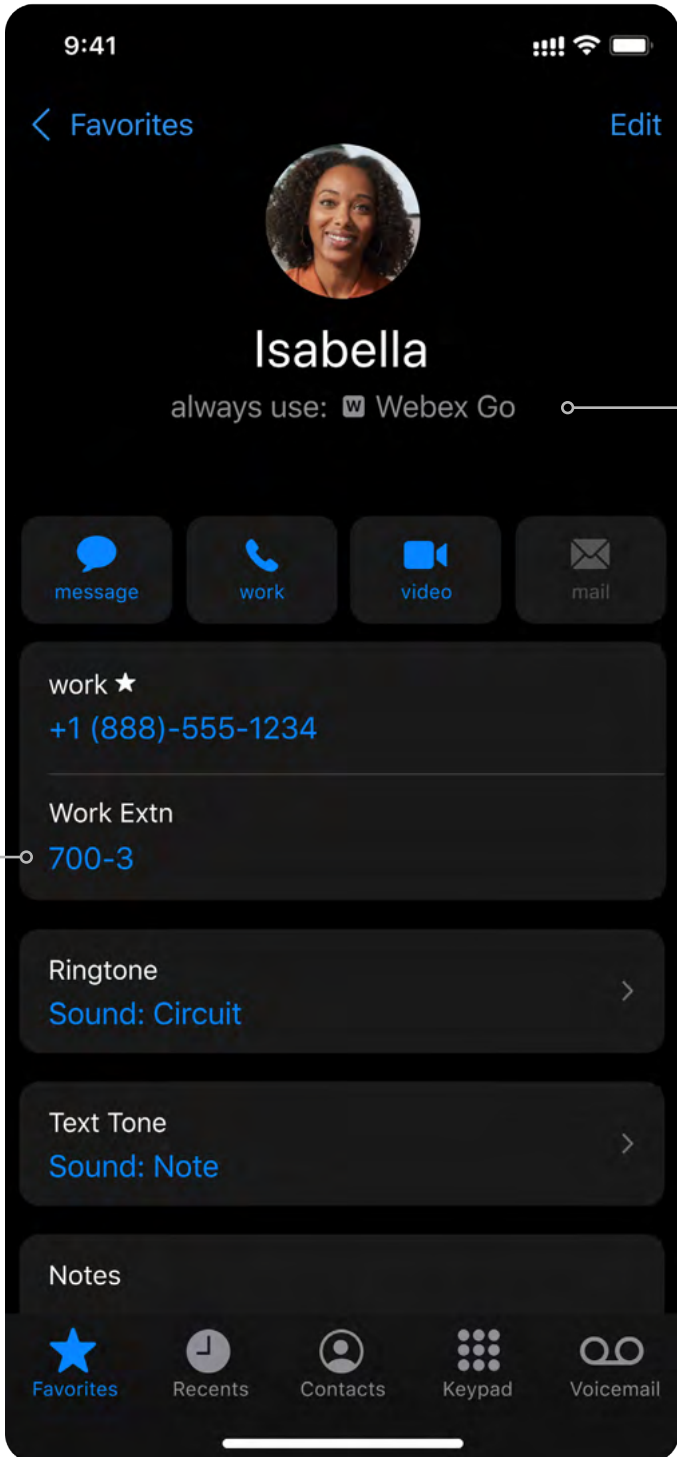 9:41
Favorites
Edit
Isabella
always use: W Webex Go
message work video mail
work ★
+1 (888)-555-1234
Work Extn
700-3
Ringtone
Sound: Circuit
Text Tone
Sound: Note
Notes
Favorites Recents Contacts Keypad Voicemail